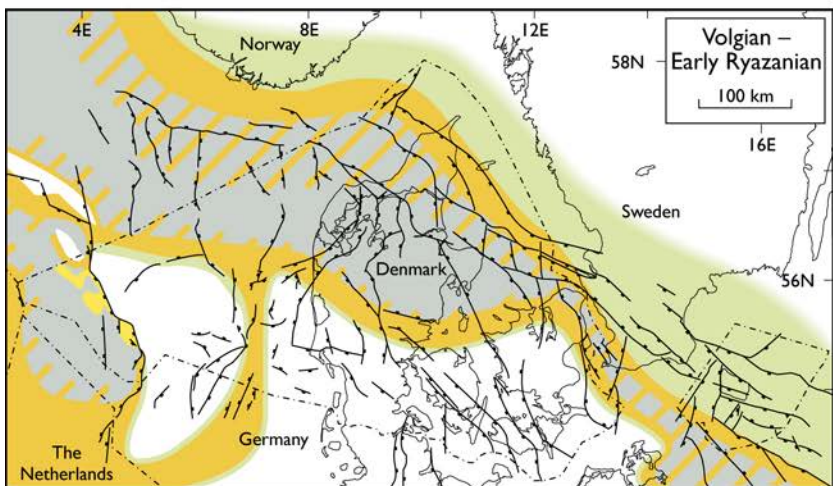 4E
8E
12E
Norway
Volgian –
Early Ryazanian
58N
100 km
16E
Sweden
Denmark
56N
The
Netherlands
Germany